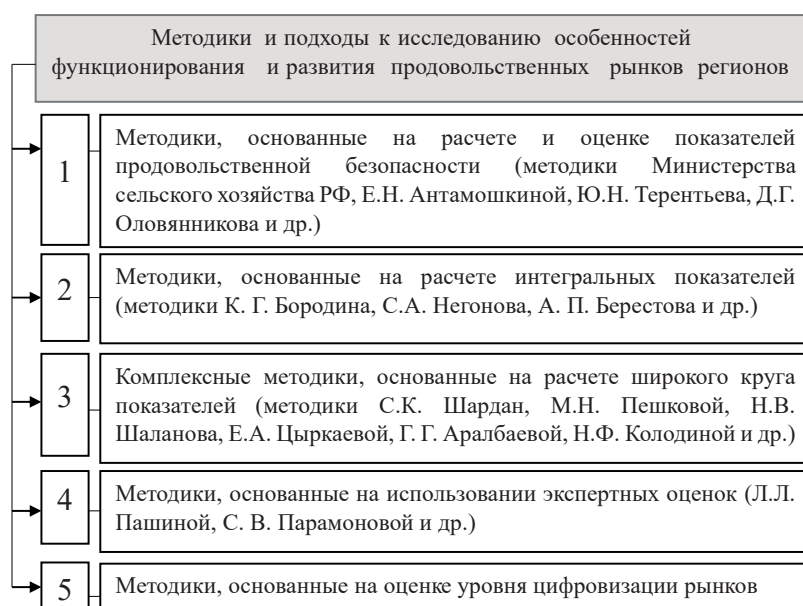 Методики и подходы к исследованию особенностей
функционирования и развития продовольственных рынков регионов
1
Методики, основанные на расчете и оценке показателей
продовольственной безопасности (методики Министерства
сельского хозяйства РФ, Е.Н. Антамошкиной, Ю.Н. Терентьева, Д.Г.
Оловянникова и др.)
2
Методики, основанные на расчете интегральных показателей
(методики К. Г. Бородина, С.А. Негонова, А. П. Берестова и др.)
3
Комплексные методики, основанные на расчете широкого круга
показателей (методики С.К. Шардан, М.Н. Пешковой, Н.В.
Шаланова, Е.А. Цыркаевой, Г. Г. Аралбаевой, Н.Ф. Колодиной и др.)
4
Методики, основанные на использовании экспертных оценок (Л.Л.
Пашиной, С. В. Парамоновой и др.)
5
Методики, основанные на оценке уровня цифровизации рынков